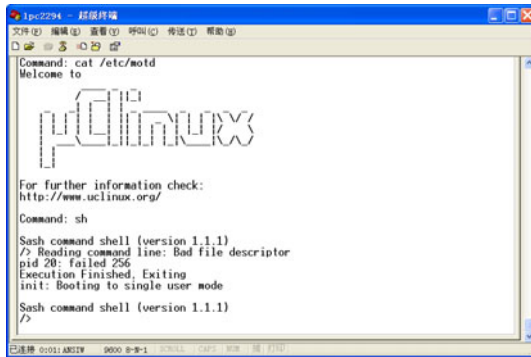 lpc2294 - 超级终端
文件(F) 编辑(E) 查看(V) 呼叫(C) 传送(T) 帮助(H)
Command: cat /etc/motd
Welcome to
μClinux
For further information check:
http://www.uclinux.org/
Command: sh
Sash command shell (version 1.1.1)
/> Reading command line: Bad file descriptor
pid 20: failed 256
Execution Finished, Exiting
init: Booting to single user mode
Sash command shell (version 1.1.1)
/>
已连接 0:01:ANSIW 9600 8-N-1 SCROLL CAPS NUM 捕 打印